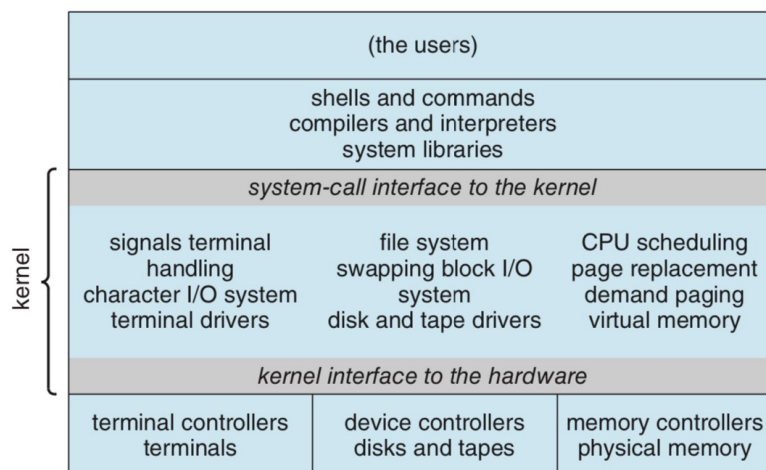 (the users)
shells and commands
compilers and interpreters
system libraries
system-call interface to the kernel
kernel
signals terminal
handling
character I/O system
terminal drivers
file system
swapping block I/O
system
disk and tape drivers
CPU scheduling
page replacement
demand paging
virtual memory
kernel interface to the hardware
terminal controllers
terminals
device controllers
disks and tapes
memory controllers
physical memory